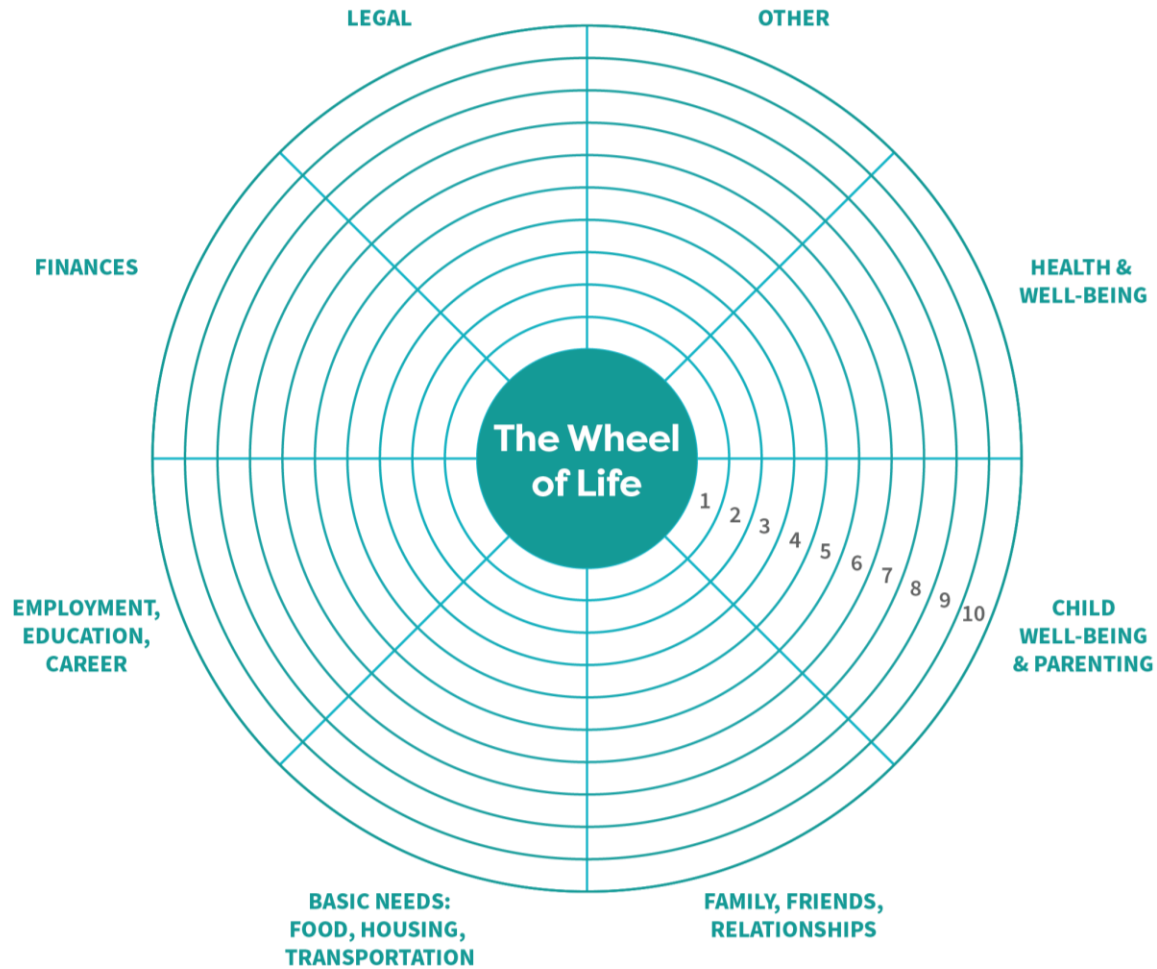 LEGAL
OTHER
FINANCES
HEALTH &
WELL-BEING
The Wheel
of Life
1
2
3
4
5
6
7
8
9
10
EMPLOYMENT,
EDUCATION,
CAREER
CHILD
WELL-BEING
& PARENTING
BASIC NEEDS:
FOOD, HOUSING,
TRANSPORTATION
FAMILY, FRIENDS,
RELATIONSHIPS